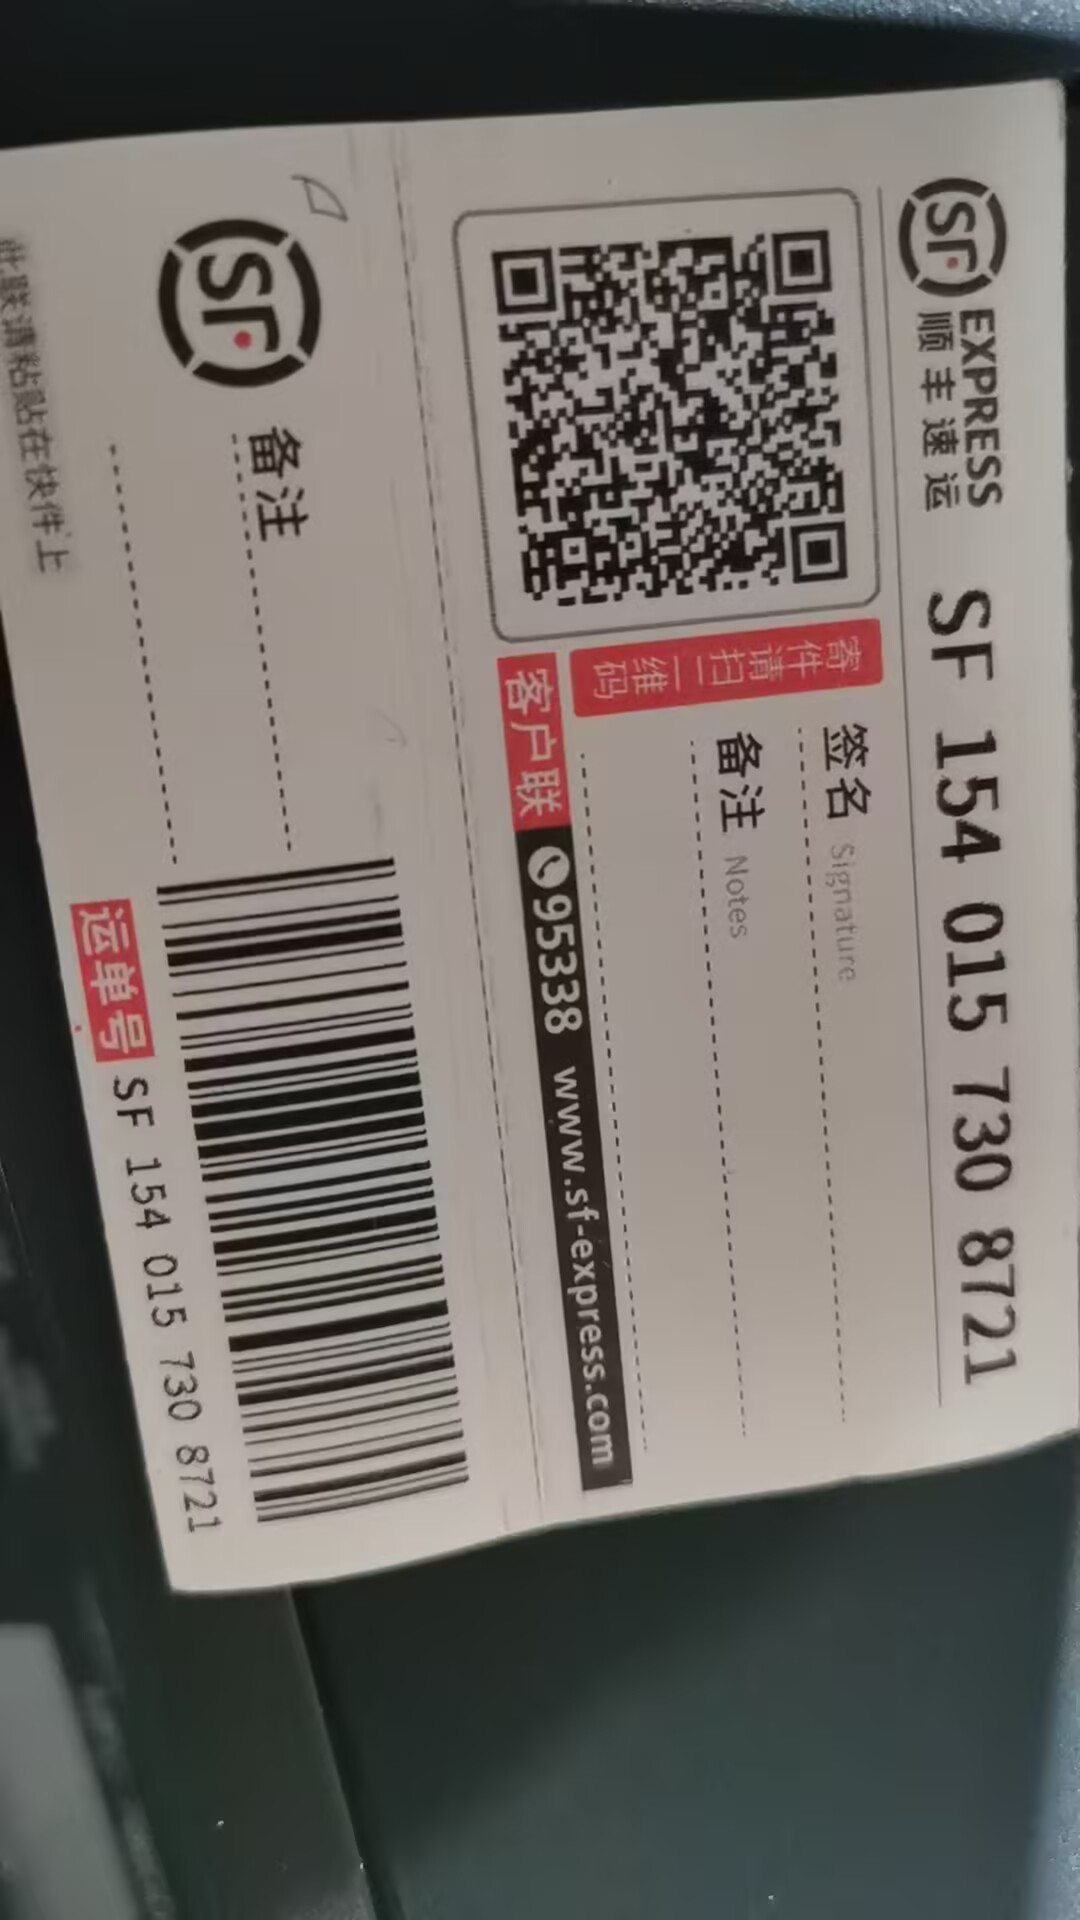 SF EXPRESS
顺丰速运
SF 154 015 730 8721
签名 Signature
备注 Notes
寄件请扫二维码
客户联 95338 www.sf-express.com
SF
备注
运单号 SF 154 015 730 8721
此联请粘贴在快件上